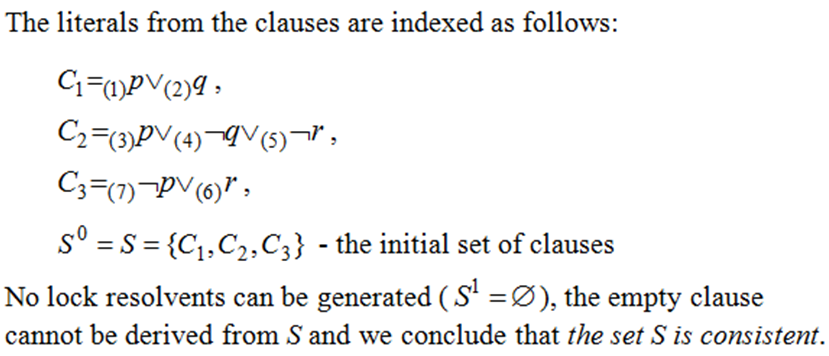 The literals from the clauses are indexed as follows:
C₁=₍₁₎p∨₍₂₎q ,
C₂=₍₃₎p∨₍₄₎¬q∨₍₅₎¬r ,
C₃=₍₇₎¬p∨₍₆₎r ,
S⁰ = S = {C₁,C₂,C₃} - the initial set of clauses
No lock resolvents can be generated ( S¹ =∅), the empty clause
cannot be derived from S and we conclude that the set S is consistent.